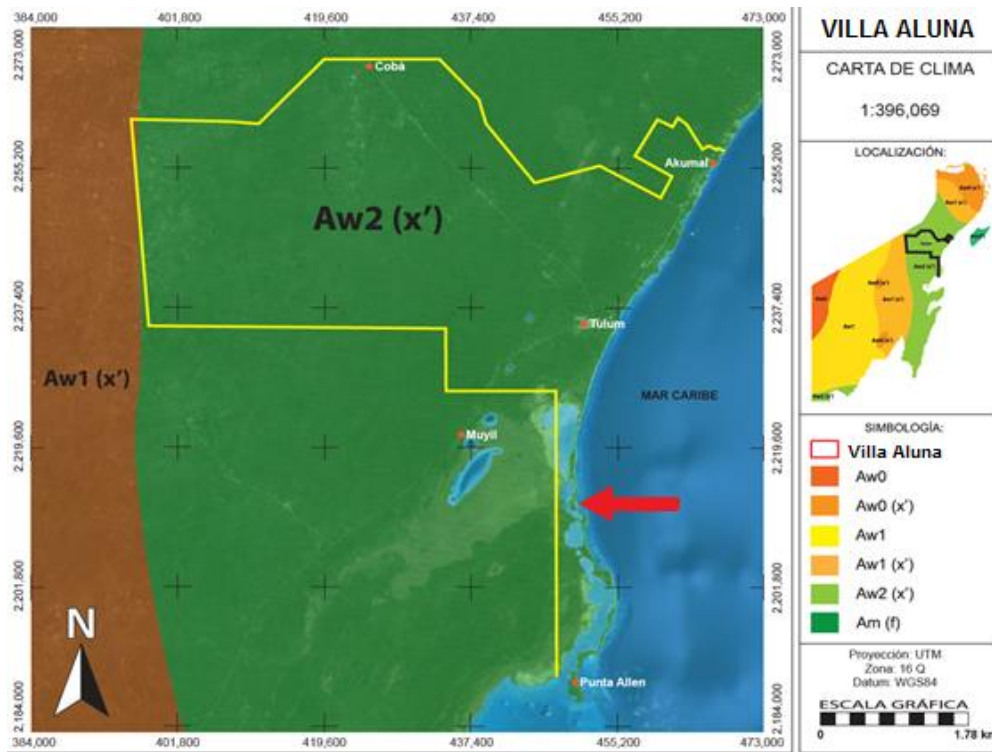 384,000 401,800 419,600 437,400 455,200 473,000
2.273,000 2.273,000
Cobà
2.255,200 Akumal 2.255,200
Aw2 (x')
2.237,400 2.237,400
Tulum
Aw1 (x')
MAR CARIBE
Muyil
2.219,600 2.219,600
2.201,800 2.201,800
N
Punta Allen
2.184,000 2.184,000
384,000 401,800 419,600 437,400 455,200 473,000
VILLA ALUNA
CARTA DE CLIMA
1:396,069
LOCALIZACIÓN:
Aw1 (x')
Aw2 (x')
Aw1 (x')
Aw1
SIMBOLOGÍA:
Villa Aluna
Aw0
Aw0 (x')
Aw1
Aw1 (x')
Aw2 (x')
Am (f)
Proyección: UTM
Zona: 16 Q
Datum: WGS84
ESCALA GRÁFICA
0 1.78 km